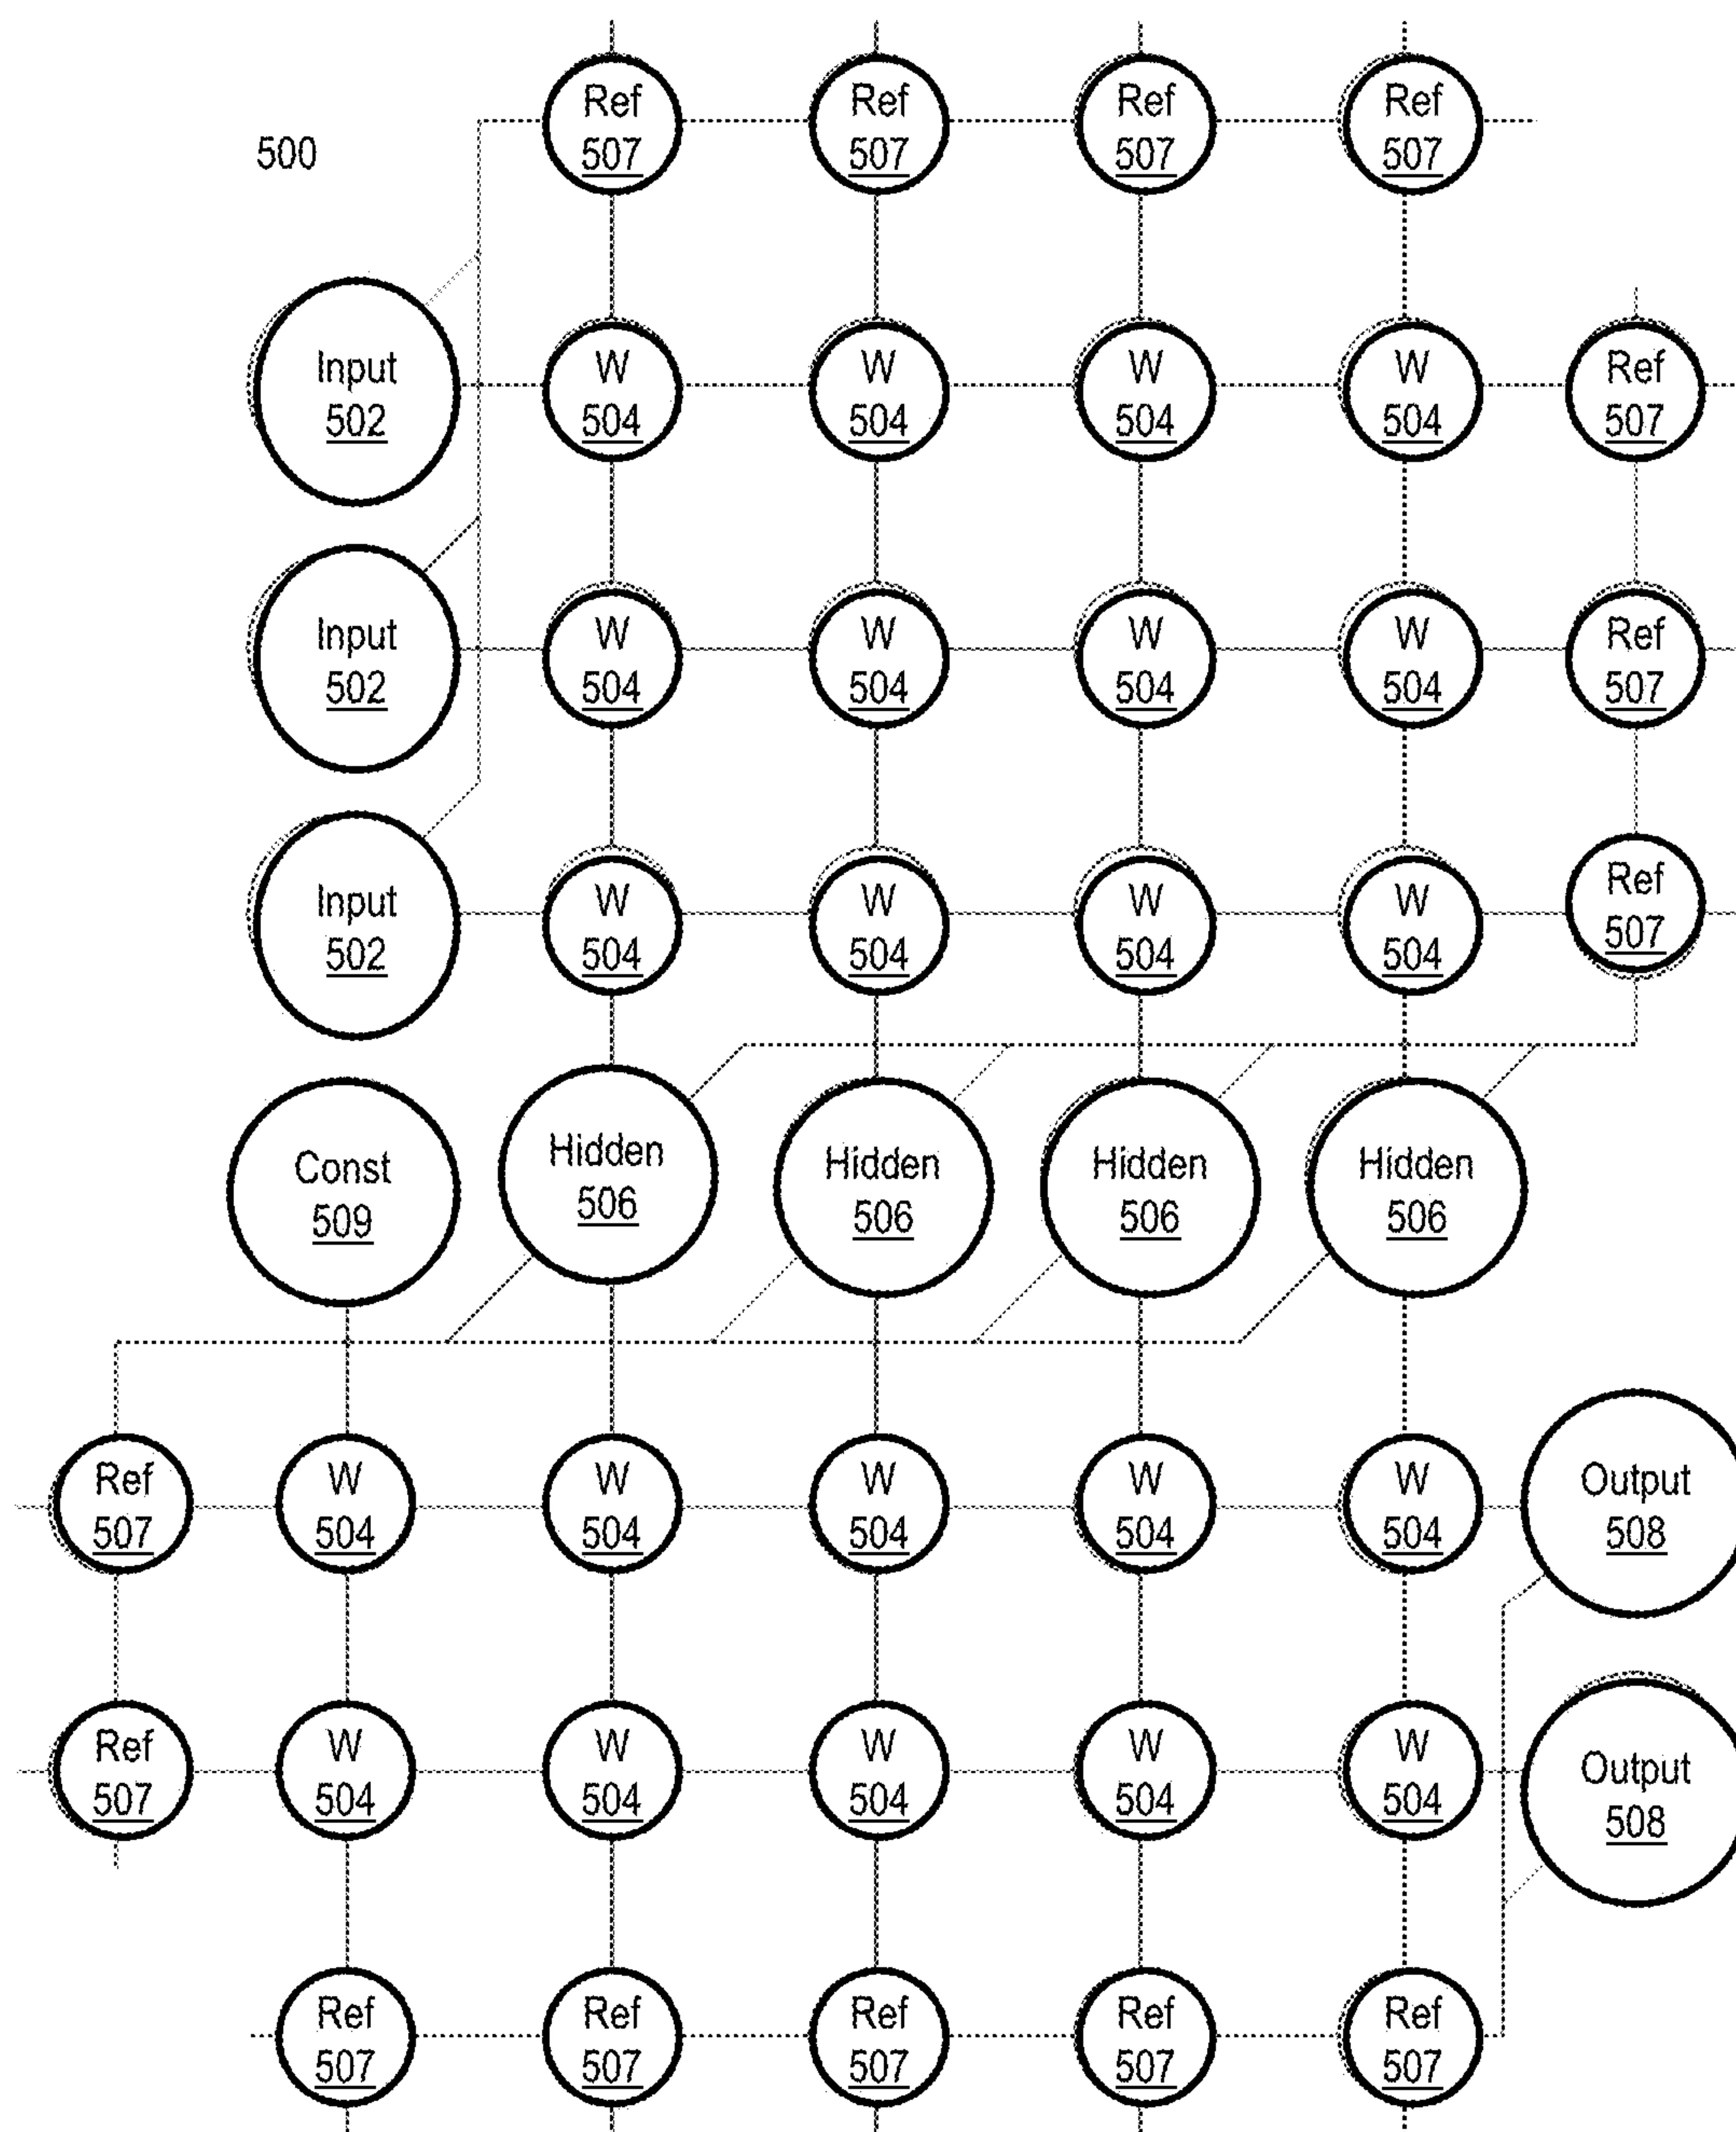 Ref Ref Ref Ref
500 507 507 507 507
Input W W W W Ref
502 504 504 504 504 507
Input W W W W Ref
502 504 504 504 504 507
Input W W W W Ref
502 504 504 504 504 507
Const Hidden Hidden Hidden Hidden
509 506 506 506 506
Ref W W W W W Output
507 504 504 504 504 504 508
Ref W W W W W Output
507 504 504 504 504 504 508
Ref Ref Ref Ref Ref
507 507 507 507 507